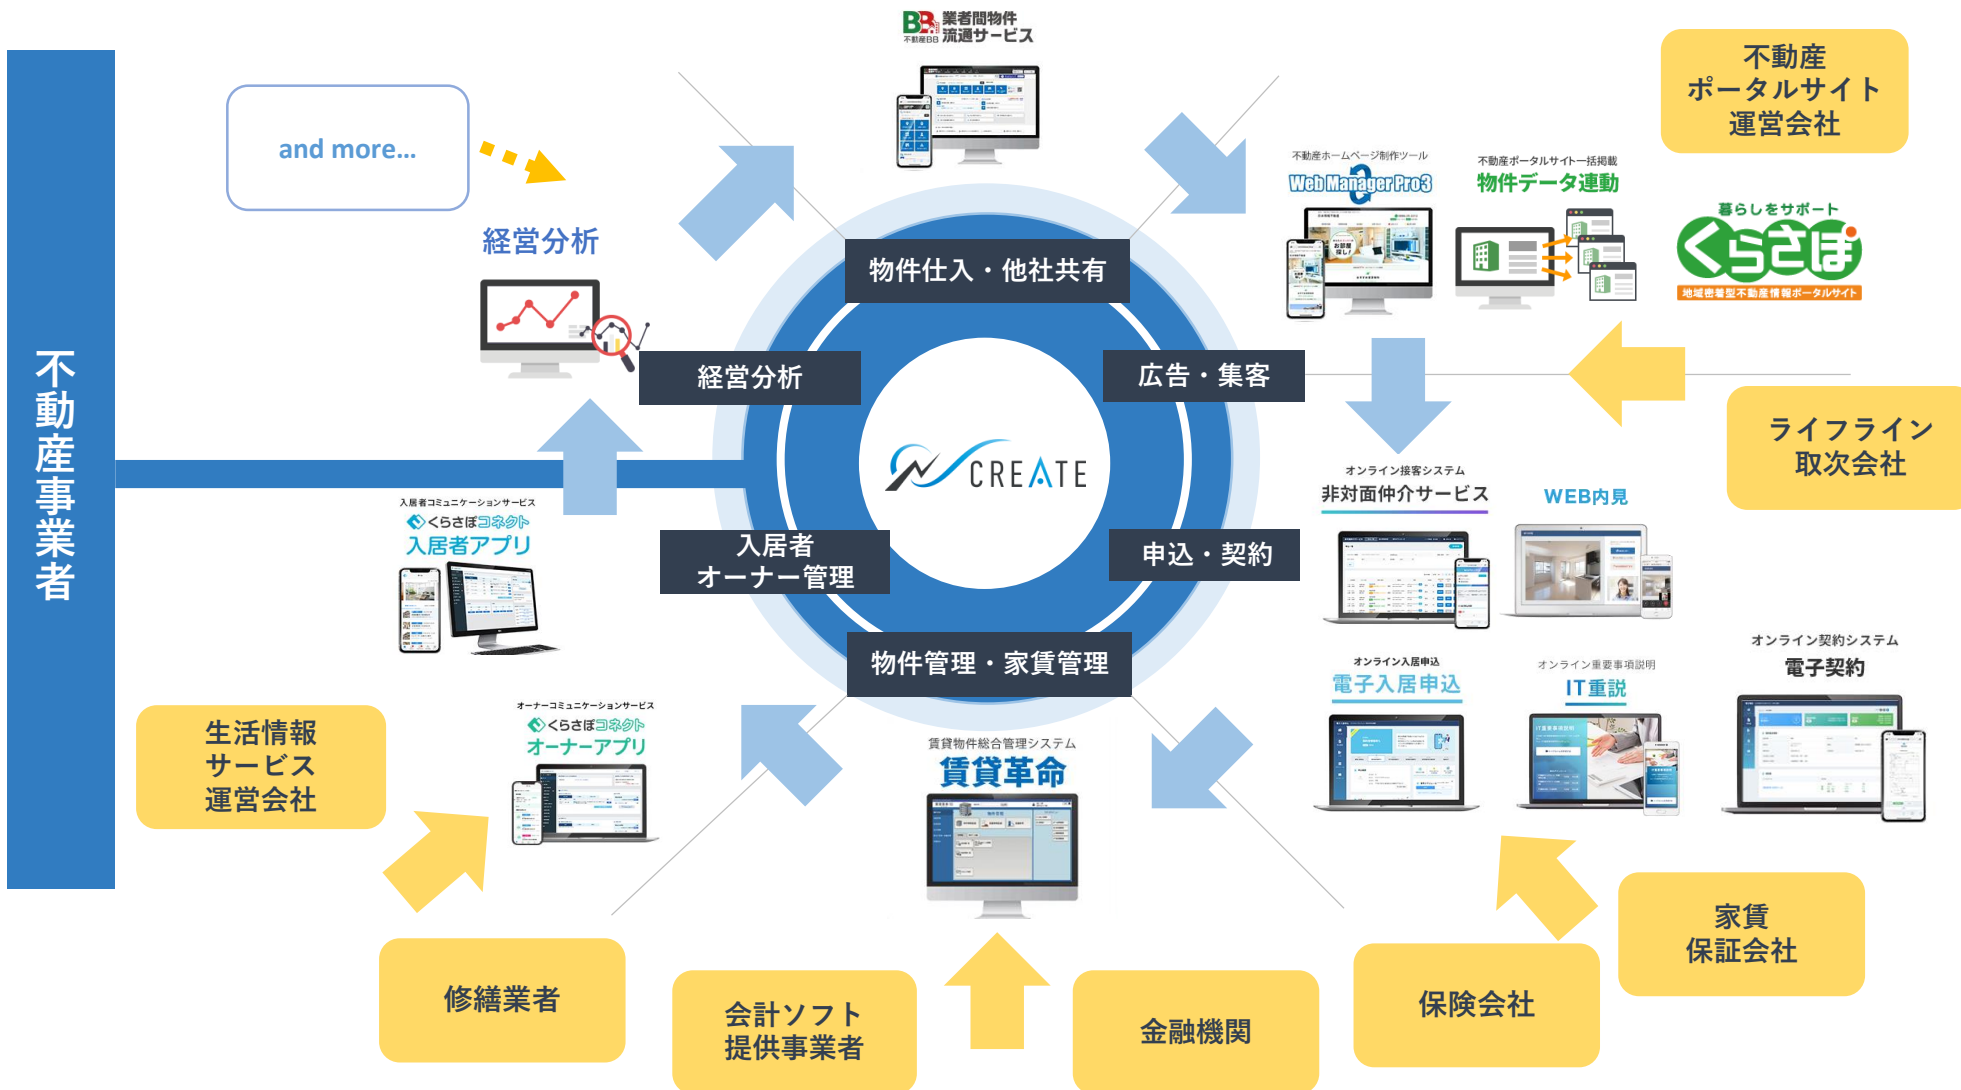 不動産事業者
and more...
BB
不動産BB
業者間物件
流通サービス
不動産
ポータルサイト
運営会社
不動産ホームページ制作ツール
Web Manager Pro3
不動産ポータルサイト一括掲載
物件データ連動
暮らしをサポート
くらさぽ
地域密着型不動産情報ポータルサイト
経営分析
物件仕入・他社共有
経営分析
広告・集客
CREATE
入居者
オーナー管理
申込・契約
物件管理・家賃管理
ライフライン
取次会社
オンライン接客システム
非対面仲介サービス
WEB内見
入居者コミュニケーションサービス
くらさぽコネクト
入居者アプリ
オンライン入居申込
電子入居申込
オンライン重要事項説明
IT重説
オンライン契約システム
電子契約
オーナーコミュニケーションサービス
くらさぽコネクト
オーナーアプリ
賃貸物件総合管理システム
賃貸革命
生活情報
サービス
運営会社
修繕業者
会計ソフト
提供事業者
金融機関
保険会社
家賃
保証会社